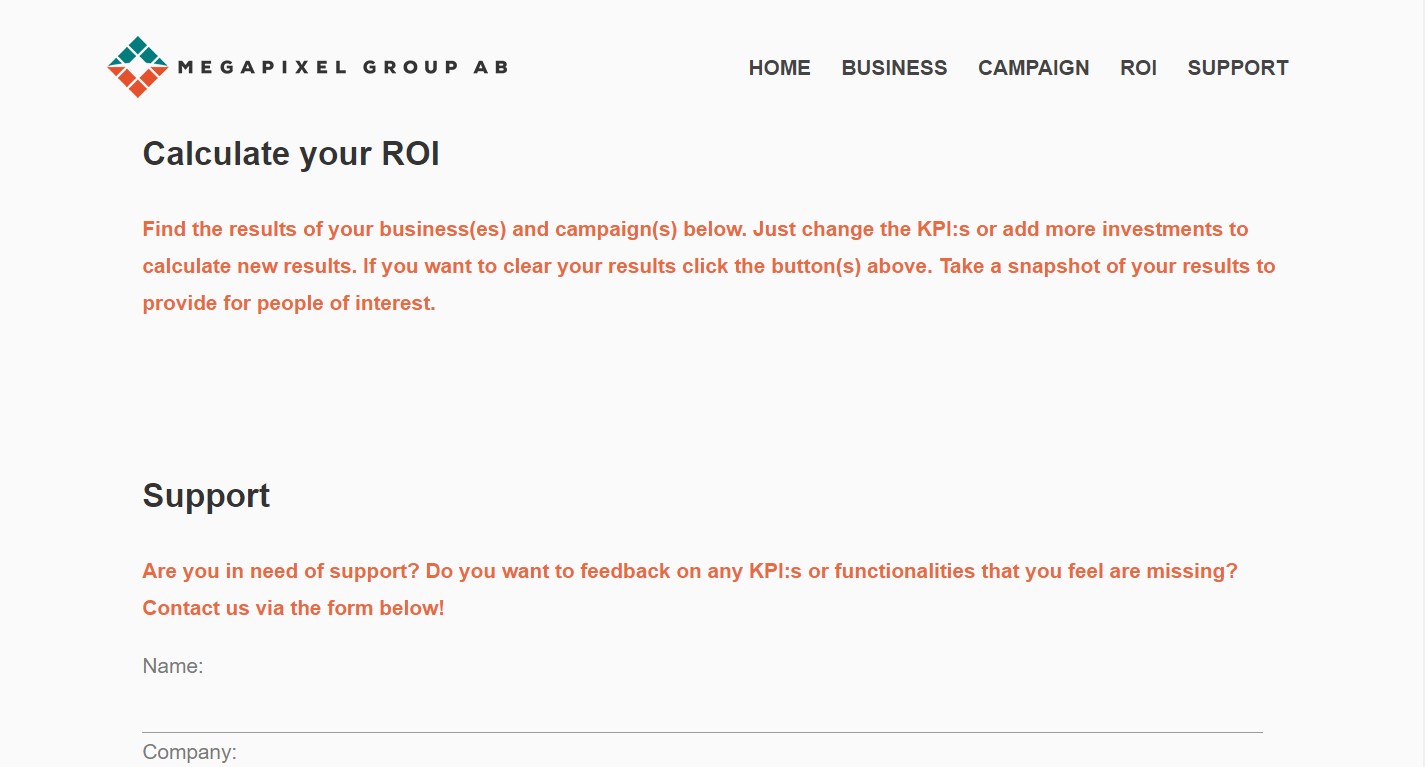 MEGAPIXEL GROUP AB
HOME BUSINESS CAMPAIGN ROI SUPPORT
Calculate your ROI
Find the results of your business(es) and campaign(s) below. Just change the KPI:s or add more investments to
calculate new results. If you want to clear your results click the button(s) above. Take a snapshot of your results to
provide for people of interest.
Support
Are you in need of support? Do you want to feedback on any KPI:s or functionalities that you feel are missing?
Contact us via the form below!
Name:
Company: